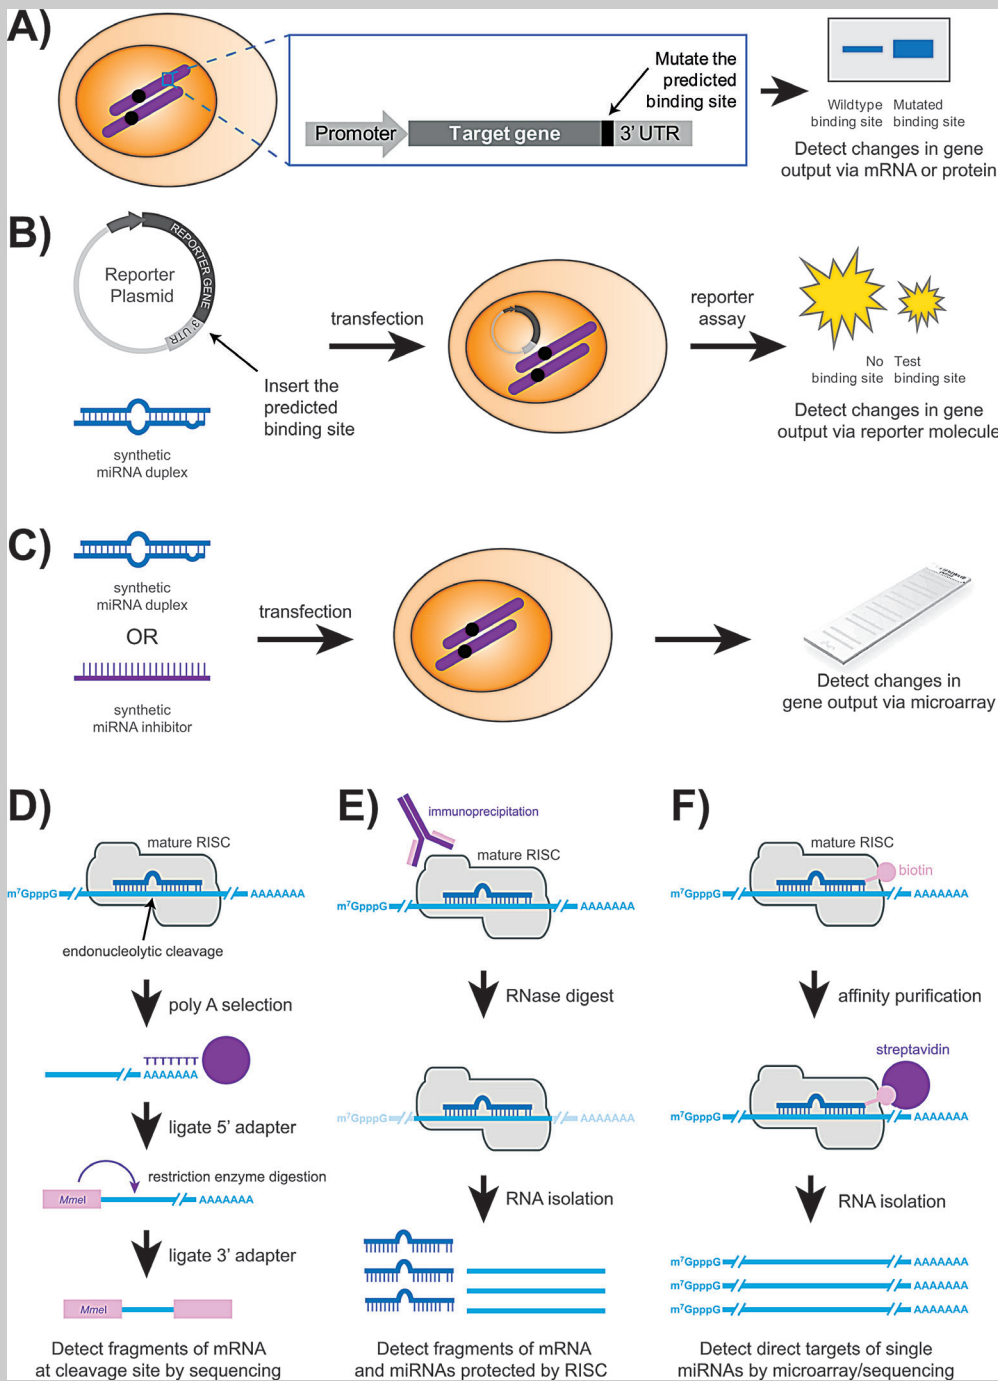 A)
Mutate the
predicted
binding site
Promoter
Target gene
3' UTR
Wildtype
binding site
Mutated
binding site
Detect changes in gene
output via mRNA or protein
B)
REPORTER GENE
3' UTR
Reporter
Plasmid
Insert the
predicted
binding site
synthetic
miRNA duplex
transfection
reporter
assay
No
binding site
Test
binding site
Detect changes in gene
output via reporter molecule
C)
synthetic
miRNA duplex
OR
synthetic
miRNA inhibitor
transfection
Detect changes in
gene output via microarray
D)
mature RISC
m⁷GpppG
AAAAAAA
endonucleolytic cleavage
poly A selection
AAAAAAA
ligate 5' adapter
restriction enzyme digestion
MmeI
AAAAAAA
ligate 3' adapter
MmeI
Detect fragments of mRNA
at cleavage site by sequencing
E)
immunoprecipitation
mature RISC
m⁷GpppG
AAAAAAA
RNase digest
m⁷GpppG
AAAAAAA
RNA isolation
Detect fragments of mRNA
and miRNAs protected by RISC
F)
mature RISC
biotin
m⁷GpppG
AAAAAAA
affinity purification
streptavidin
m⁷GpppG
AAAAAAA
RNA isolation
m⁷GpppG
AAAAAAA
m⁷GpppG
AAAAAAA
m⁷GpppG
AAAAAAA
Detect direct targets of single
miRNAs by microarray/sequencing